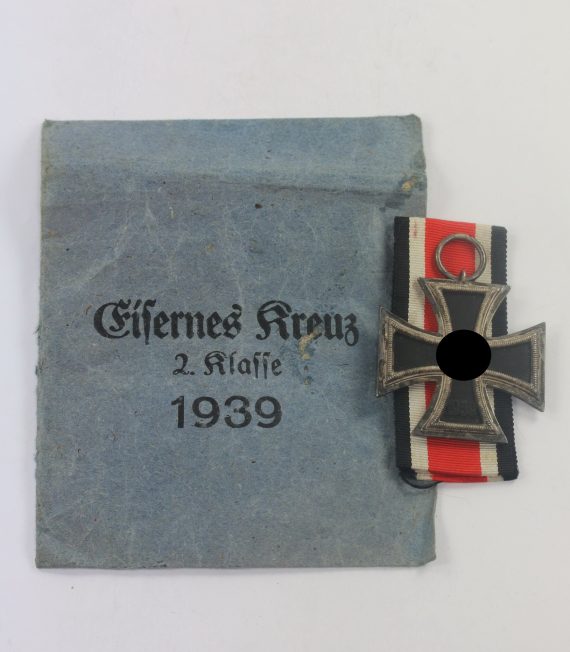 Eisernes Kreuz
2. Klasse
1939